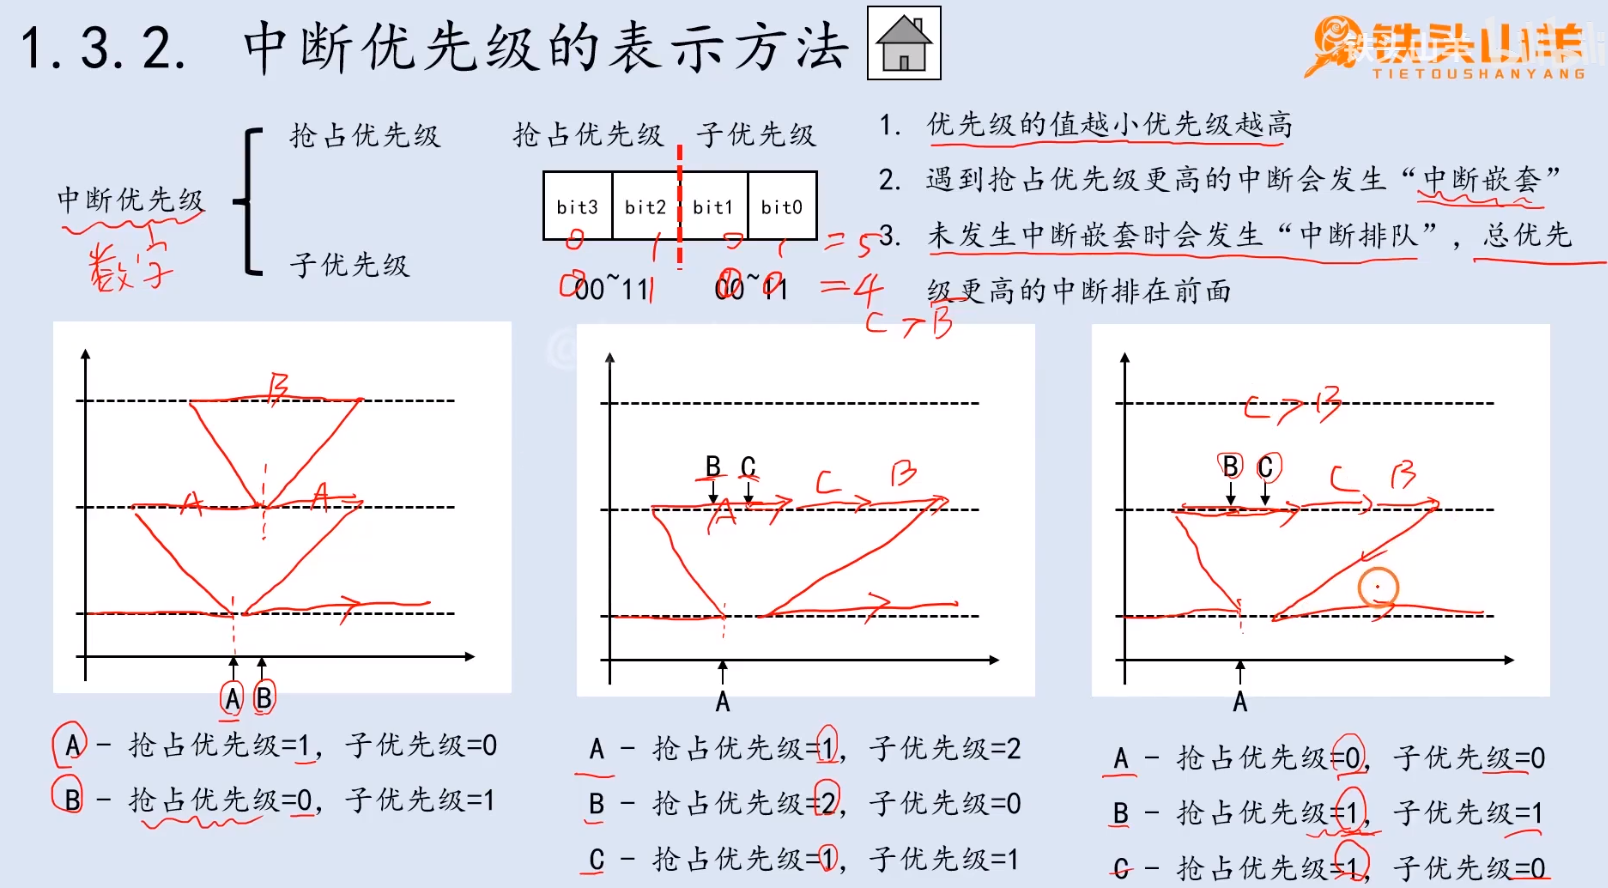 1.3.2. 中断优先级的表示方法
铁头山羊
TIETOUSHANYANG
中断优先级
数字
抢占优先级
子优先级
抢占优先级 子优先级
bit3 bit2 bit1 bit0
0 1 0 1 =5
00~11 00~11
0 1 0 0 =4
C>B
1. 优先级的值越小优先级越高
2. 遇到抢占优先级更高的中断会发生“中断嵌套”
3. 未发生中断嵌套时会发生“中断排队”，总优先
级更高的中断排在前面
B
A A
A B
A - 抢占优先级=1，子优先级=0
B - 抢占优先级=0，子优先级=1
B C
A C B
A
A - 抢占优先级=1，子优先级=2
B - 抢占优先级=2，子优先级=0
C - 抢占优先级=1，子优先级=1
C>B
B C
C B
A
A - 抢占优先级=0，子优先级=0
B - 抢占优先级=1，子优先级=1
C - 抢占优先级=1，子优先级=0